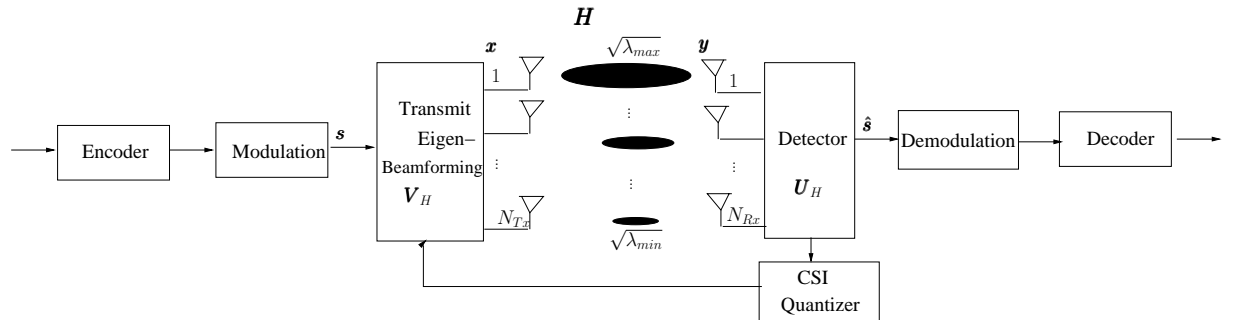 H
x
√λmax
y
1
1
Transmit
Eigen–
Beamforming
V_H
s
Encoder
Modulation
Detector
U_H
ŝ
Demodulation
Decoder
...
...
...
...
N_Tx
N_Rx
√λmin
CSI
Quantizer